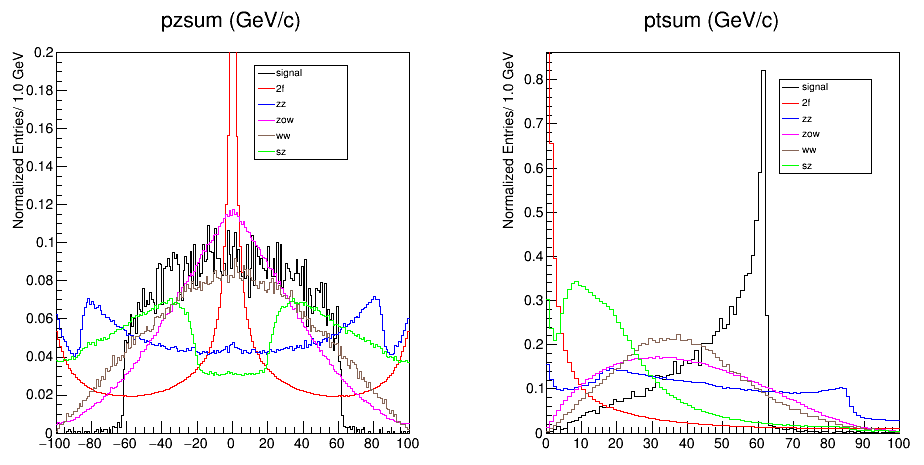 pzsum (GeV/c)
Normalized Entries/ 1.0 GeV
0.2
0.18
0.16
0.14
0.12
0.1
0.08
0.06
0.04
0.02
0
signal
2f
zz
zow
ww
sz
−100 −80 −60 −40 −20 0 20 40 60 80 100
ptsum (GeV/c)
Normalized Entries/ 1.0 GeV
0.8
0.7
0.6
0.5
0.4
0.3
0.2
0.1
0
signal
2f
zz
zow
ww
sz
0 10 20 30 40 50 60 70 80 90 100